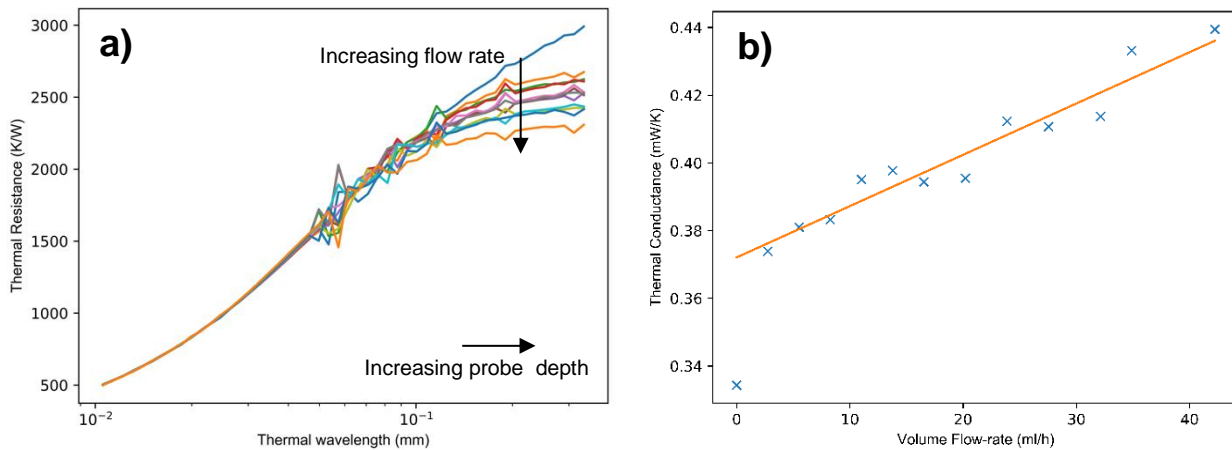 a)
Increasing flow rate
Increasing probe depth
Thermal Resistance (K/W)
3000
2500
2000
1500
1000
500
10⁻²
10⁻¹
Thermal wavelength (mm)
b)
Thermal Conductance (mW/K)
0.44
0.42
0.40
0.38
0.36
0.34
0
10
20
30
40
Volume Flow-rate (ml/h)